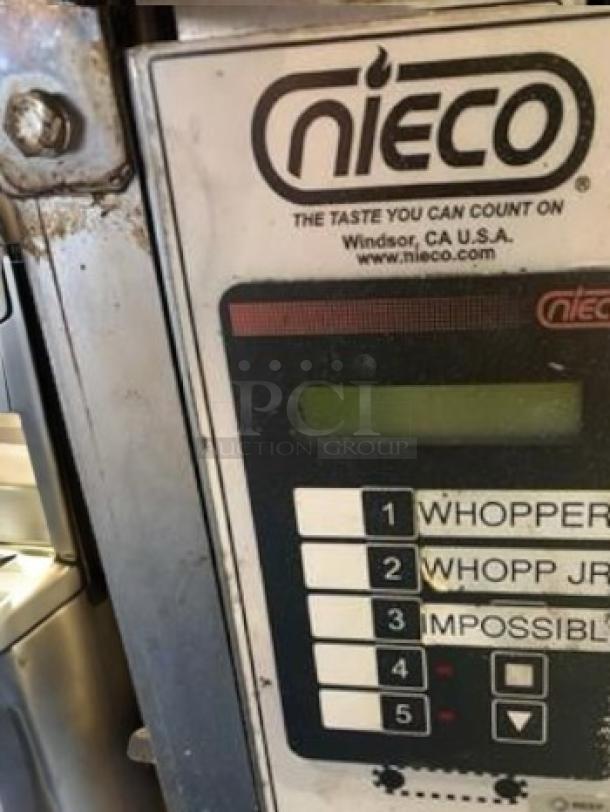 nieco ®
THE TASTE YOU CAN COUNT ON
Windsor, CA U.S.A.
www.nieco.com
niec
PCI
AUCTION GROUP
1 WHOPPER
2 WHOPP JR
3 IMPOSSIBL
4
5